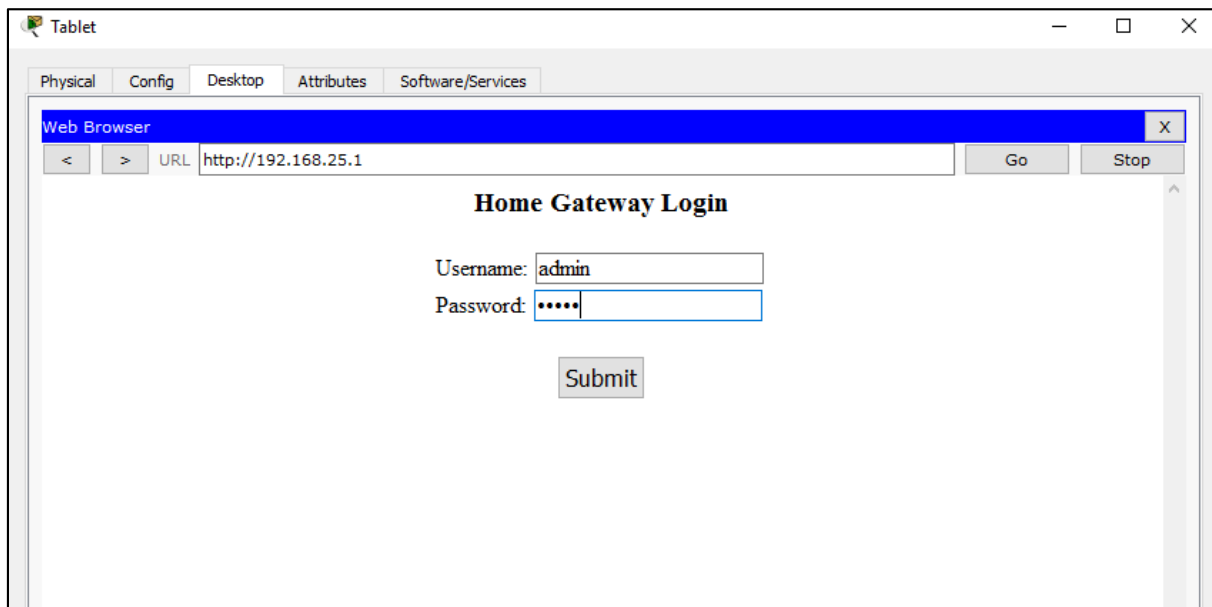 Tablet
Physical Config Desktop Attributes Software/Services
Web Browser X
< > URL http://192.168.25.1 Go Stop
Home Gateway Login
Username: admin
Password: •••••
Submit